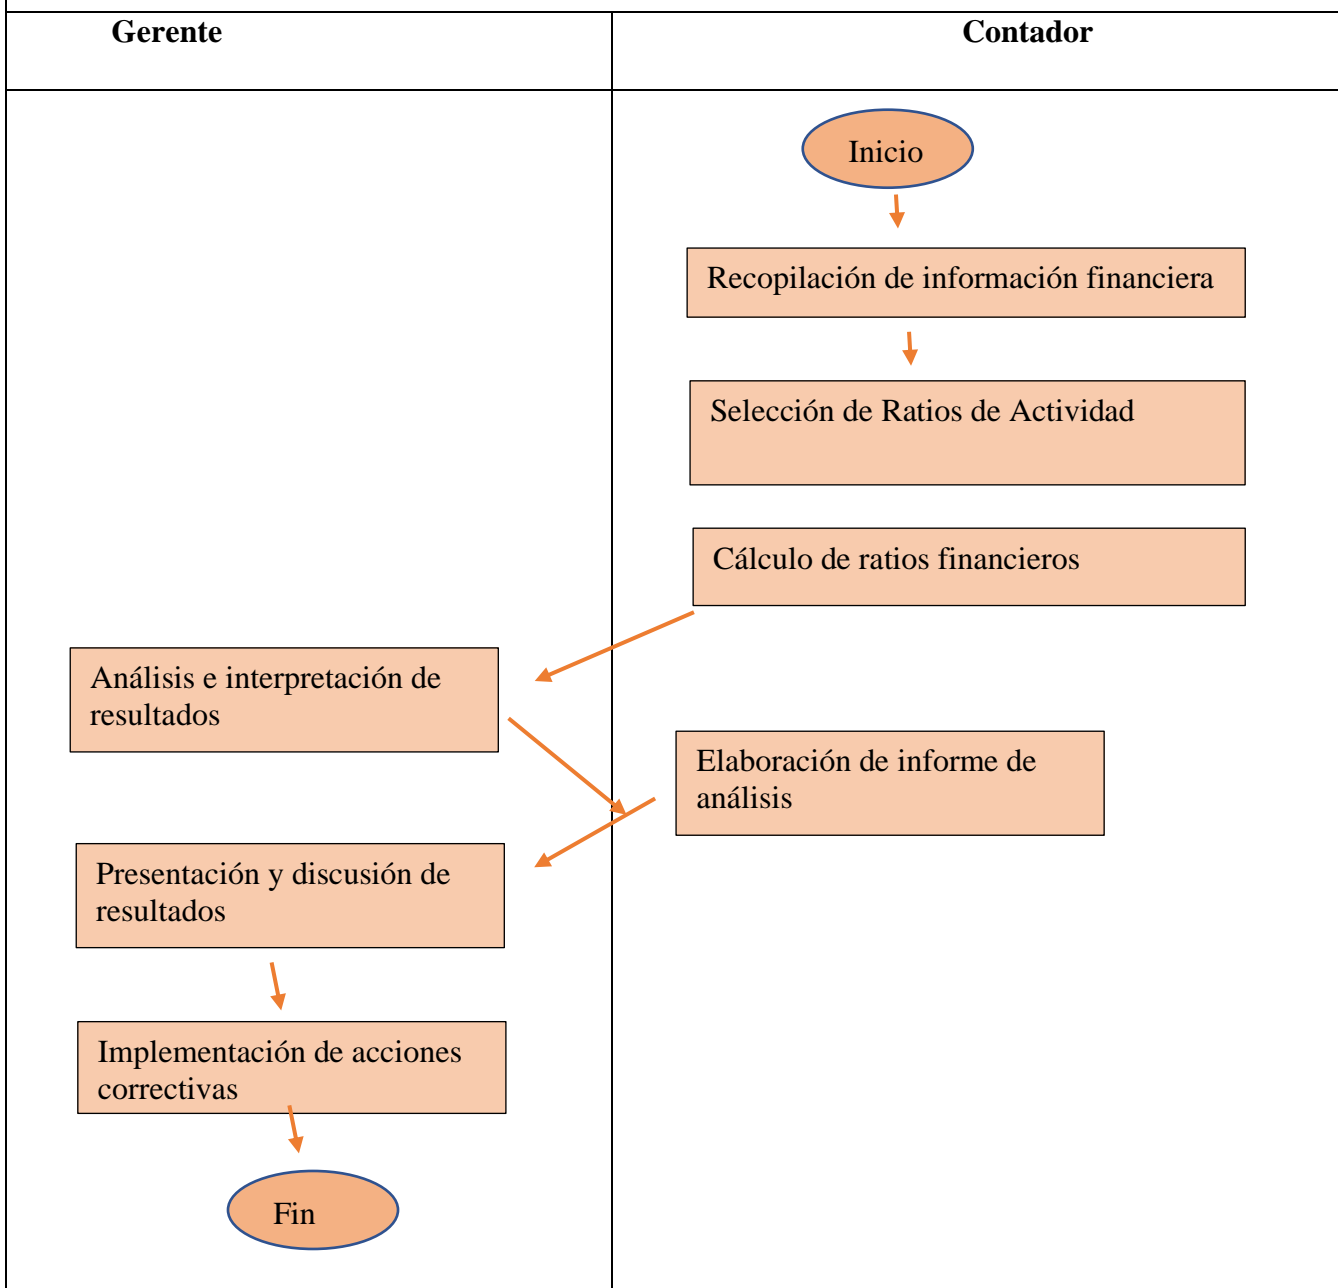 Gerente
Contador
Inicio
Recopilación de información financiera
Selección de Ratios de Actividad
Cálculo de ratios financieros
Análisis e interpretación de
resultados
Elaboración de informe de
análisis
Presentación y discusión de
resultados
Implementación de acciones
correctivas
Fin